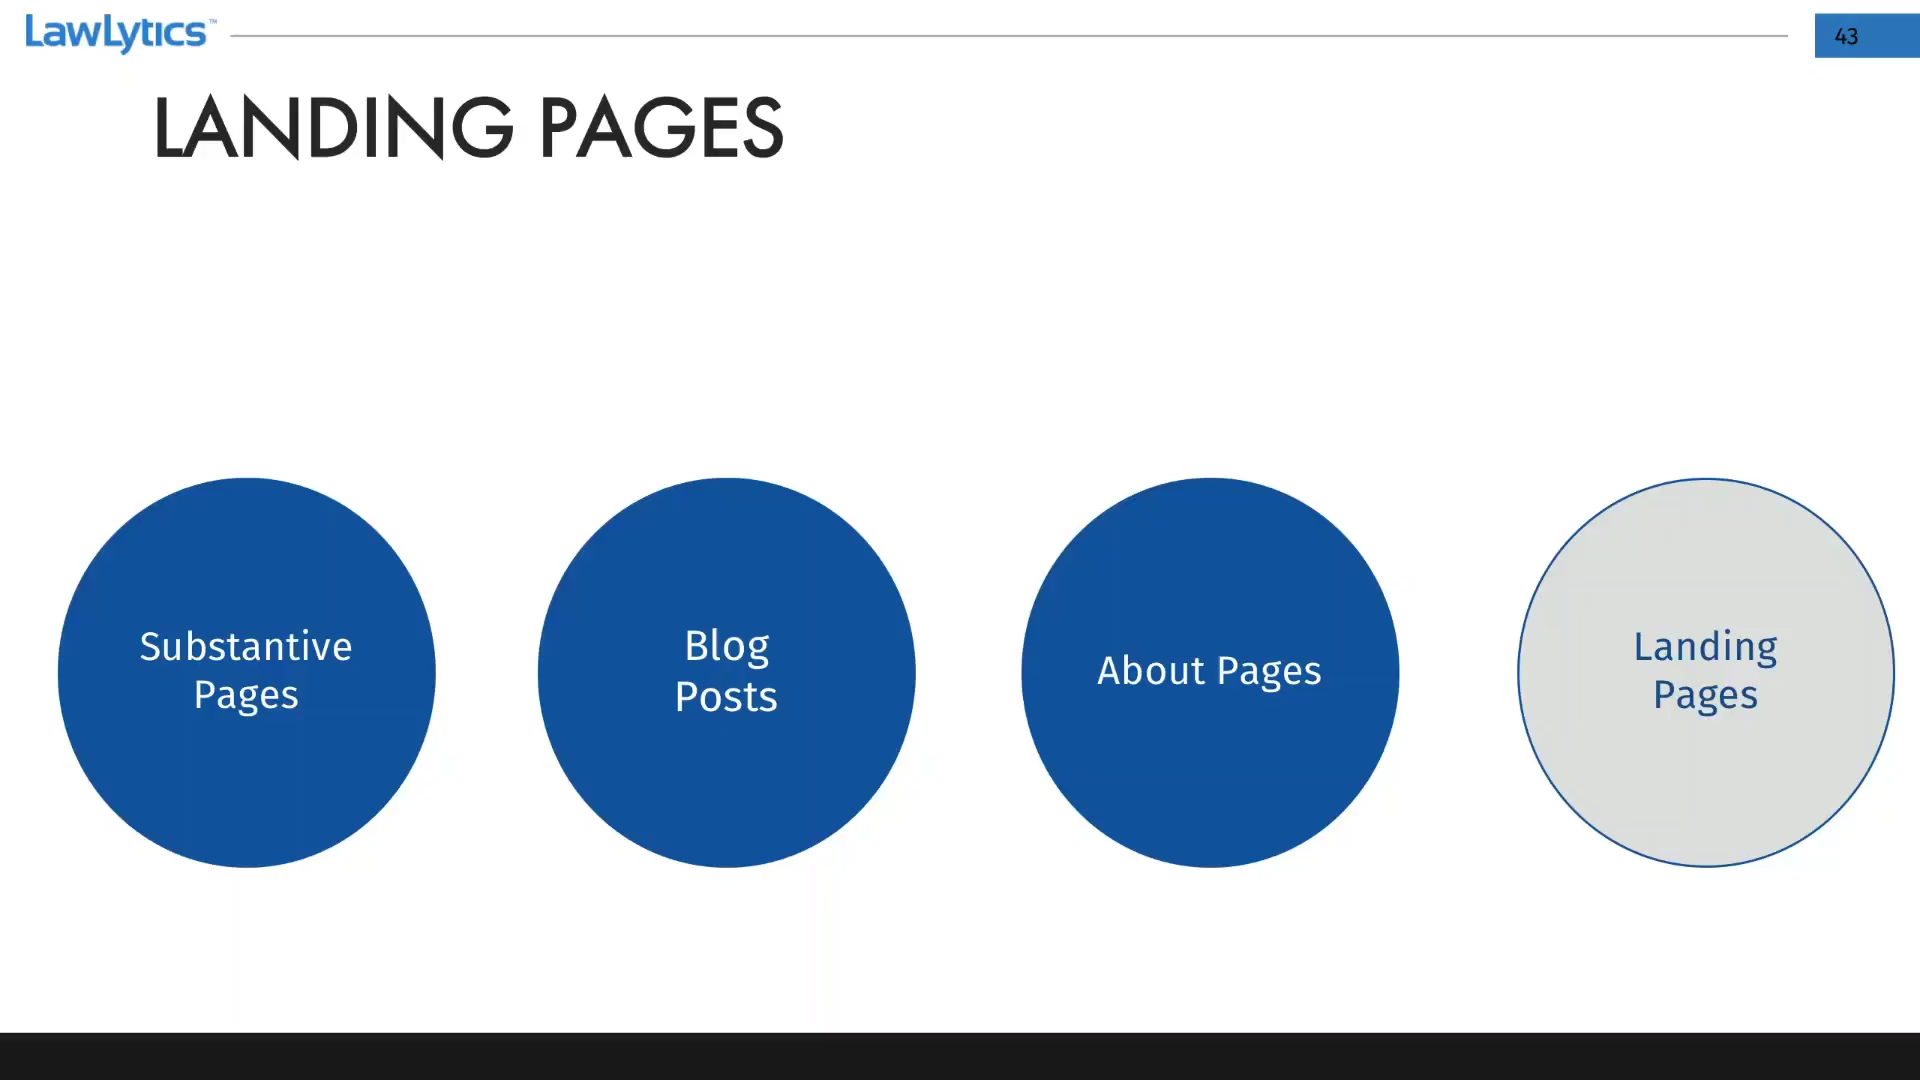 LawLytics™
43
LANDING PAGES
Substantive
Pages
Blog
Posts
About Pages
Landing
Pages